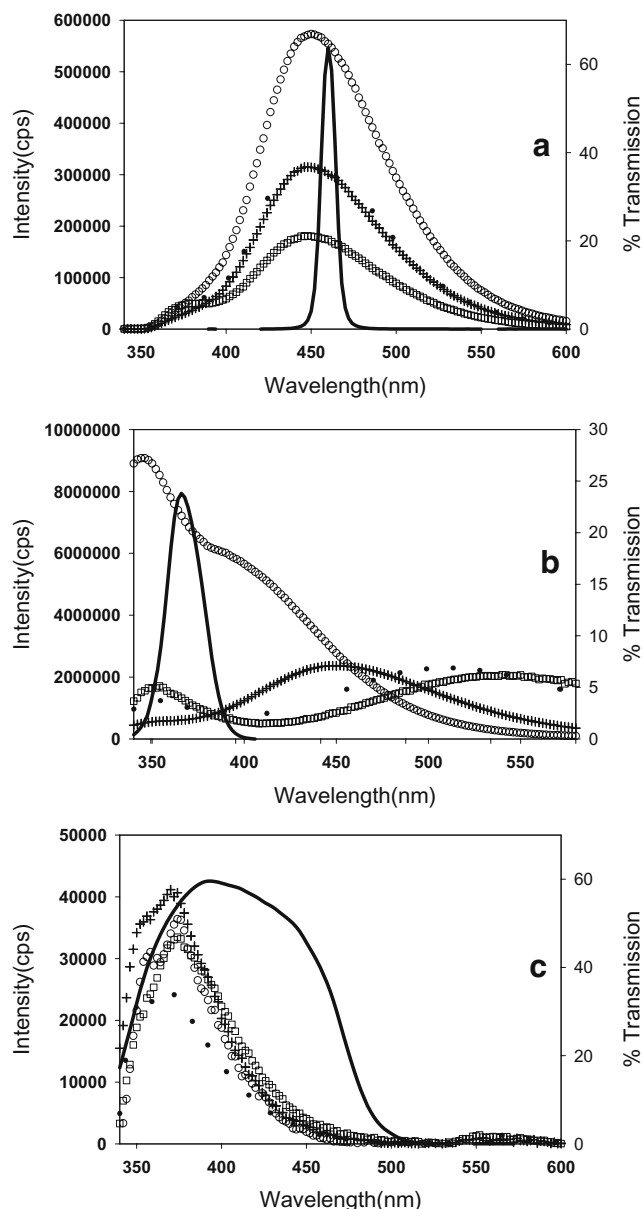 600000
500000
400000
300000
200000
100000
0
Intensity(cps)
60
40
20
0
% Transmission
a
350 400 450 500 550 600
Wavelength(nm)
10000000
8000000
6000000
4000000
2000000
0
Intensity(cps)
30
25
20
15
10
5
0
% Transmission
b
350 400 450 500 550
Wavelength(nm)
50000
40000
30000
20000
10000
0
Intensity(cps)
60
40
20
0
% Transmission
c
350 400 450 500 550 600
Wavelength(nm)